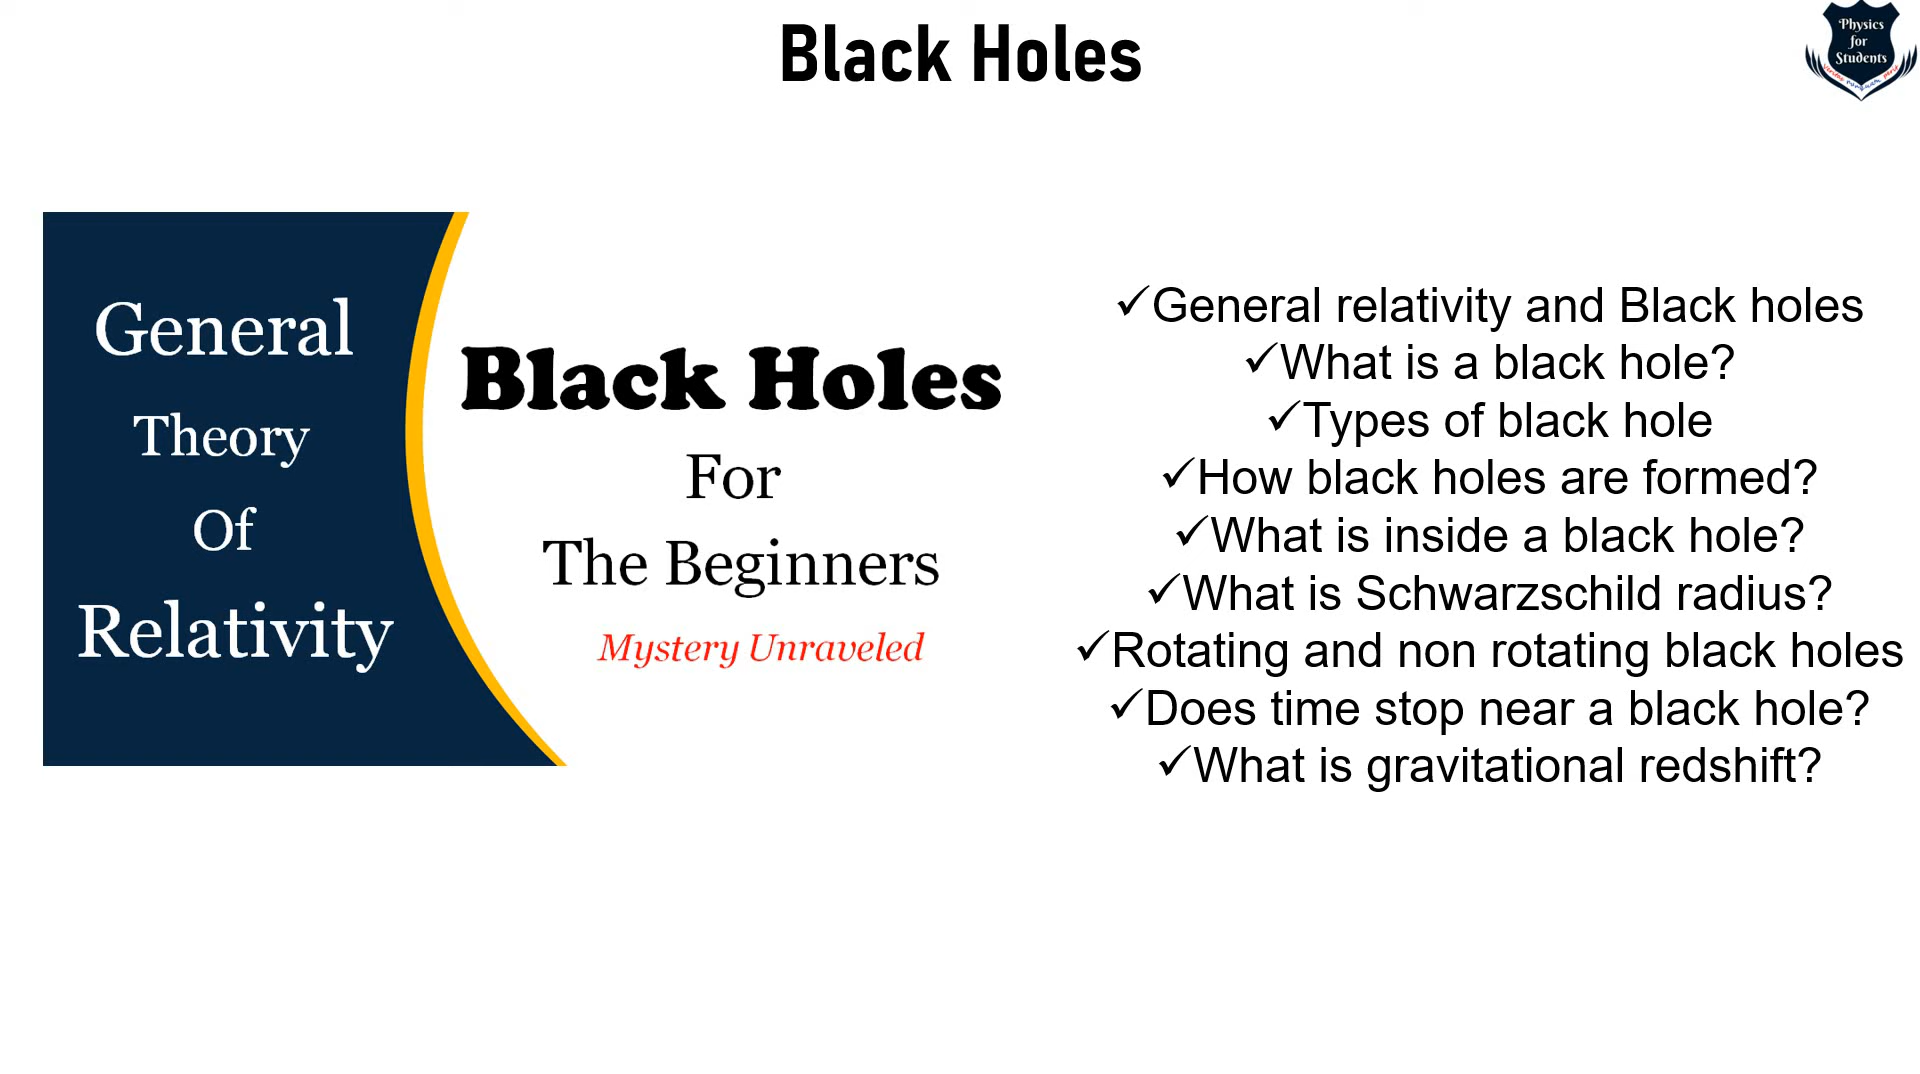 Black Holes
Physics
for
Students
General
Theory
Of
Relativity
Black Holes
For
The Beginners
Mystery Unraveled
✓General relativity and Black holes
✓What is a black hole?
✓Types of black hole
✓How black holes are formed?
✓What is inside a black hole?
✓What is Schwarzschild radius?
✓Rotating and non rotating black holes
✓Does time stop near a black hole?
✓What is gravitational redshift?